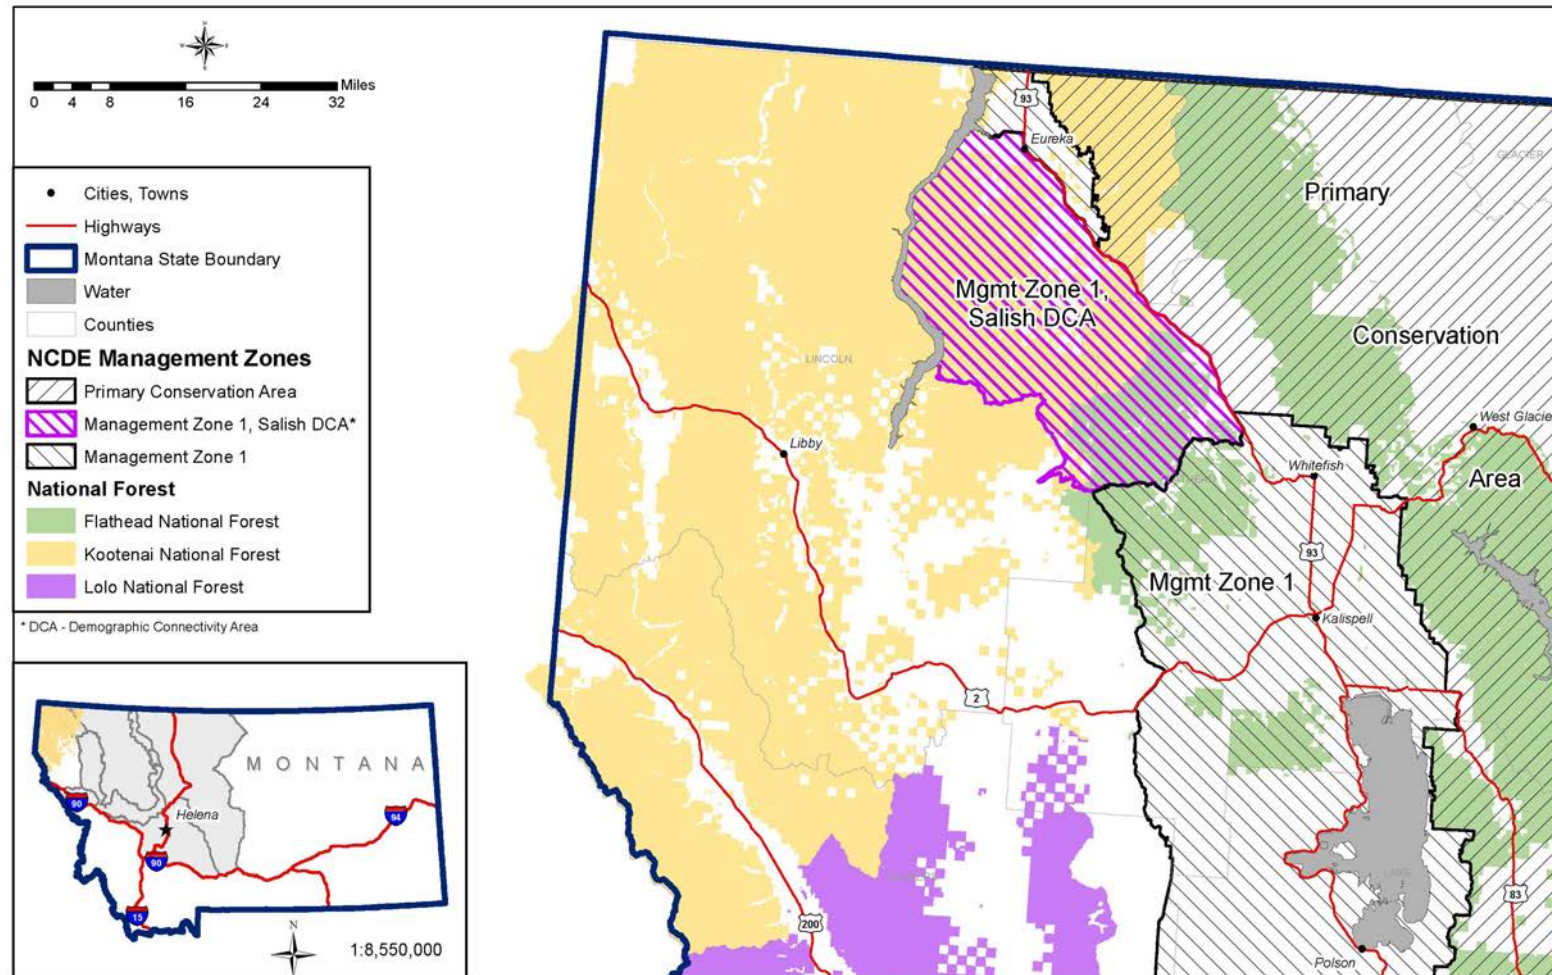 W N E S
Miles
0 4 8 16 24 32
Cities, Towns
Highways
Montana State Boundary
Water
Counties
NCDE Management Zones
Primary Conservation Area
Management Zone 1, Salish DCA*
Management Zone 1
National Forest
Flathead National Forest
Kootenai National Forest
Lolo National Forest
* DCA - Demographic Connectivity Area
93
Eureka
GLACIER
Primary
Mgmt Zone 1,
Salish DCA
Conservation
LINCOLN
West Glacie
Libby
Whitefish
Area
93
Mgmt Zone 1
Kalispell
2
LAKE
83
200
Polson
MONTANA
90
Helena
94
90
15
N
1:8,550,000